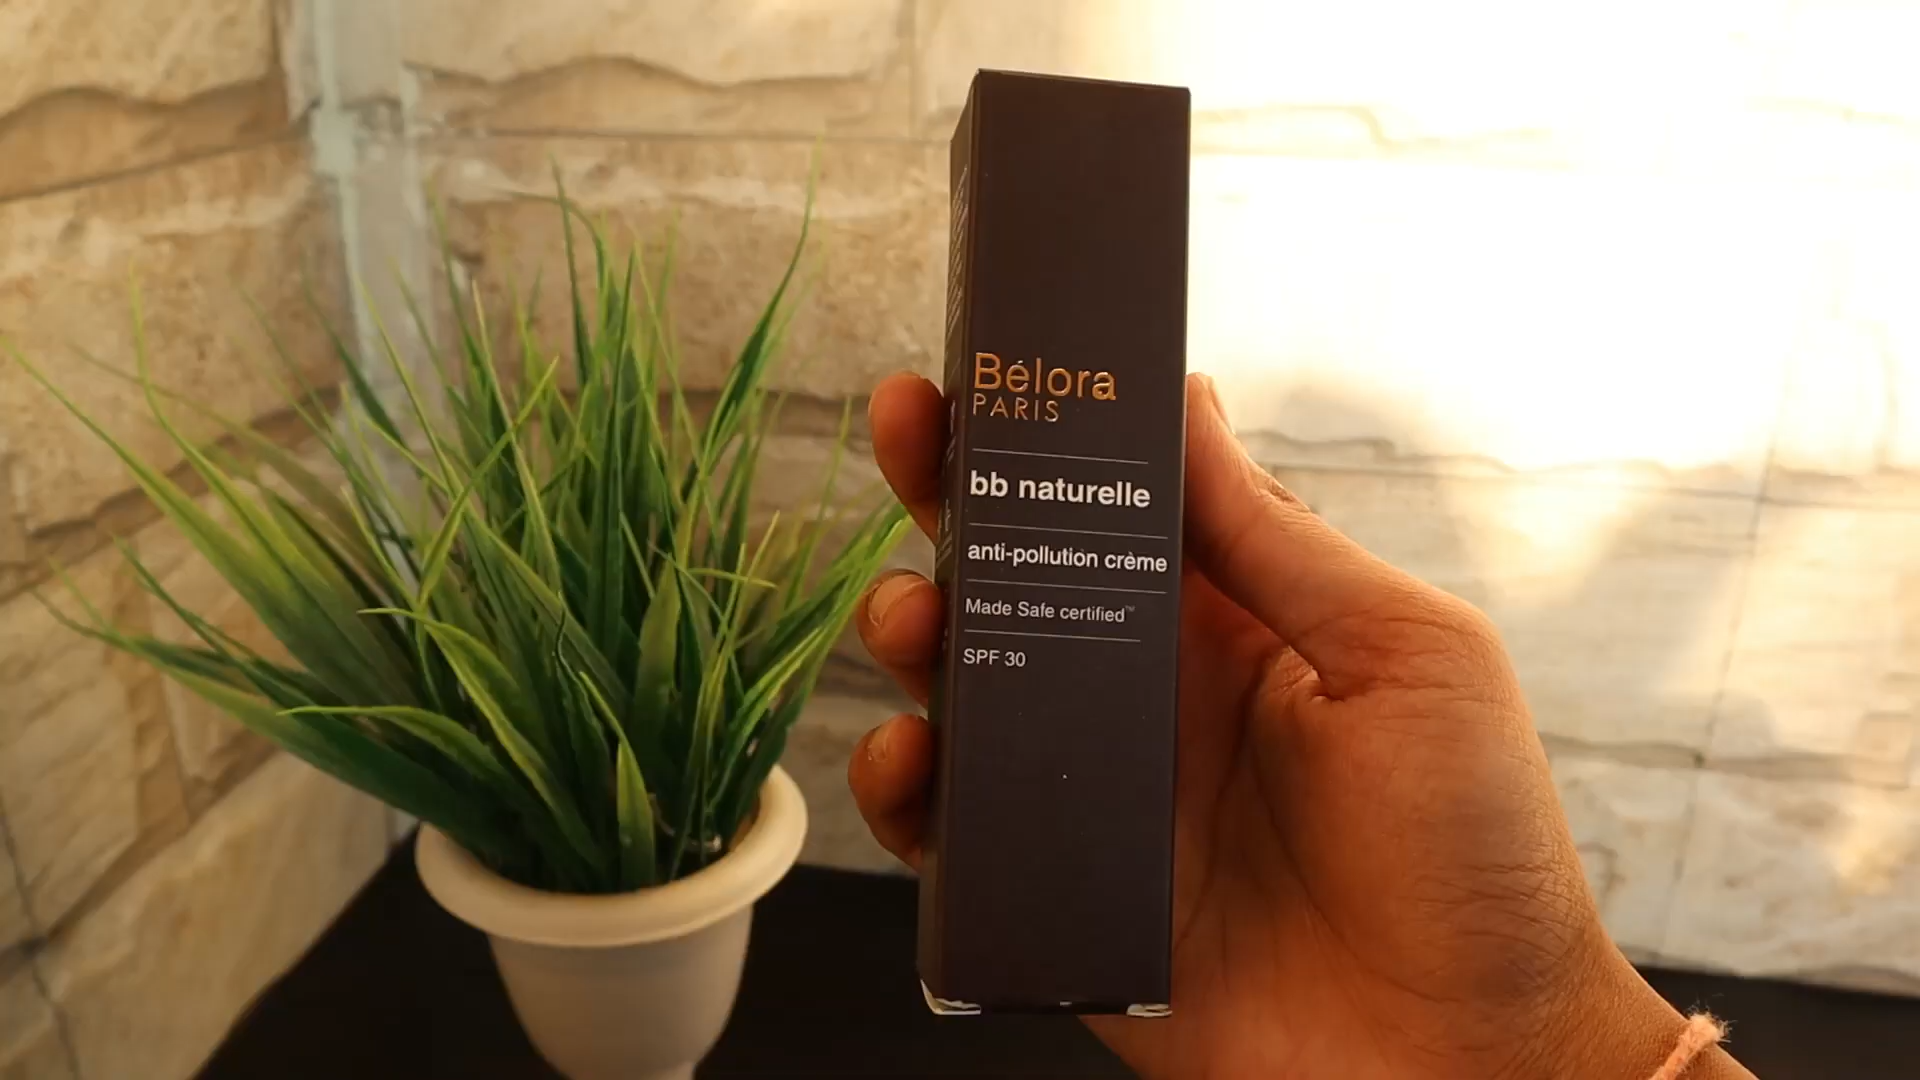 Bélora
PARIS
bb naturelle
anti-pollution crème
Made Safe certified™
SPF 30